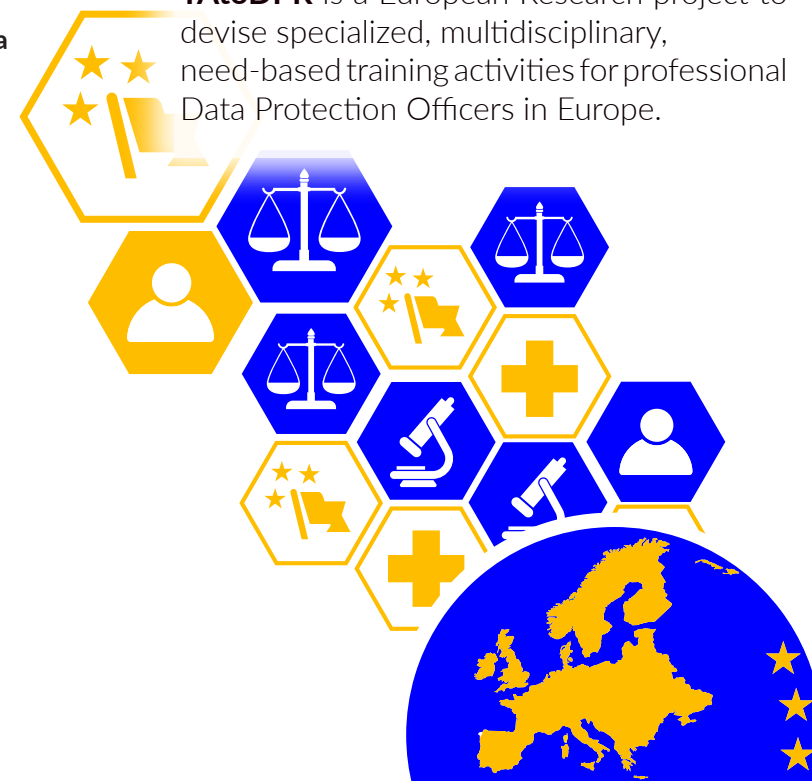 is a European Research project to
devise specialized, multidisciplinary,
need-based training activities for professional
Data Protection Officers in Europe.
a